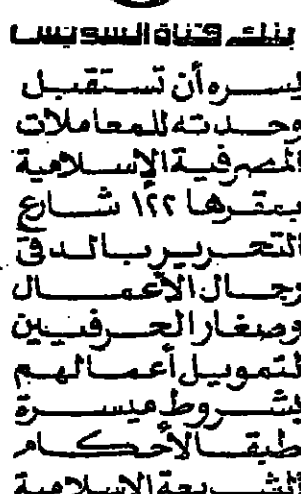 بنك قناة السويس
يسره أن تستقبل
وحدته للمعاملات
المصرفية الإسلامية
بمقرها ١٢٢ شارع
التحرير بالدقى
رجال الأعمال
وصغار الحرفيين
لتمويل أعمالهم
بشروط ميسرة
طبقا لأحكام
الشريعة الإسلامية